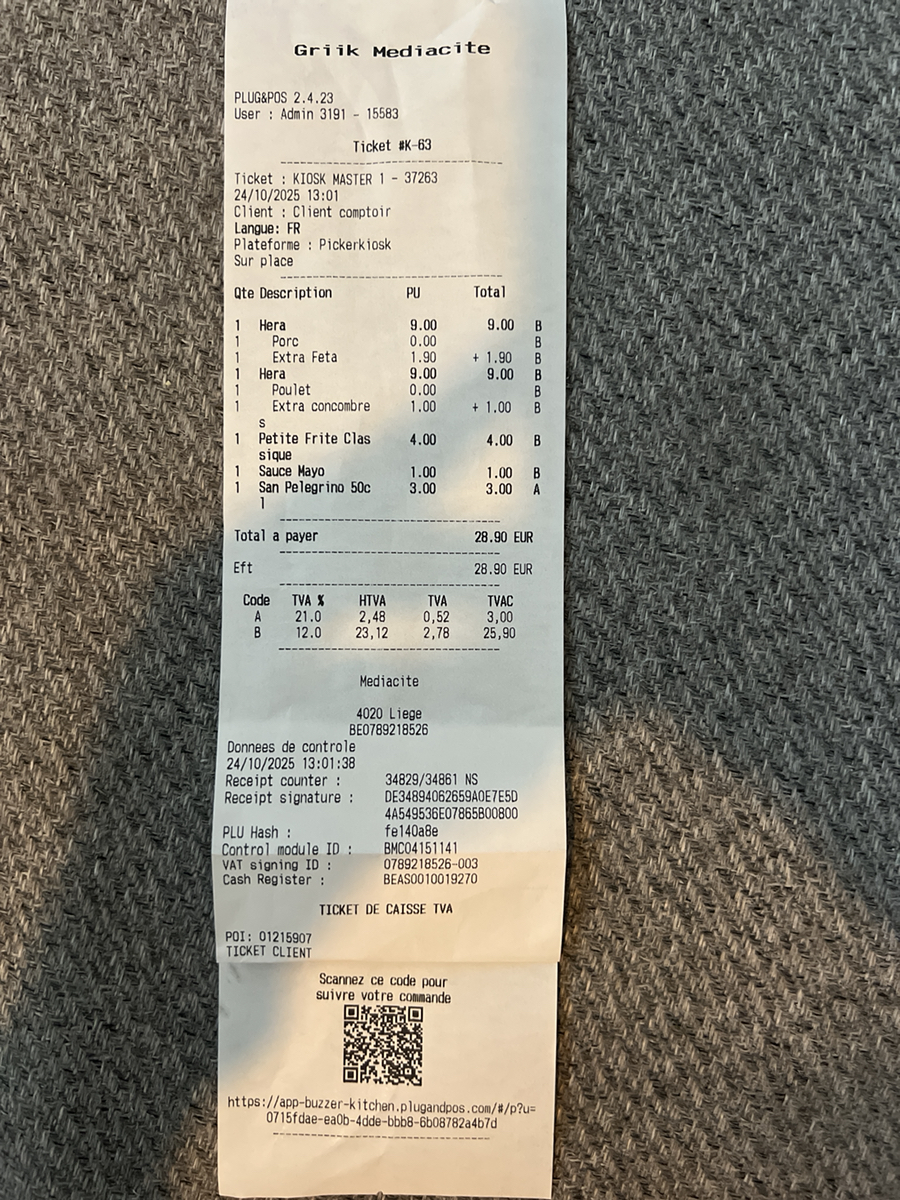 Griik Mediacite
PLUG&POS 2.4.23
User : Admin 3191 - 15583
Ticket #K-63
Ticket : KIOSK MASTER 1 - 37263
24/10/2025 13:01
Client : Client comptoir
Langue: FR
Plateforme : Pickerkiosk
Sur place
Qte Description PU Total
1 Hera 9.00 9.00 B
1 Porc 0.00 B
1 Extra Feta 1.90 + 1.90 B
1 Hera 9.00 9.00 B
1 Poulet 0.00 B
1 Extra concombre 1.00 + 1.00 B
s
1 Petite Frite Clas 4.00 4.00 B
sique
1 Sauce Mayo 1.00 1.00 B
1 San Pelegrino 50c 3.00 3.00 A
l
Total a payer 28.90 EUR
Eft 28.90 EUR
Code TVA % HTVA TVA TVAC
A 21.0 2,48 0,52 3,00
B 12.0 23,12 2,78 25,90
Mediacite
4020 Liege
BE0789218526
Donnees de controle
24/10/2025 13:01:38
Receipt counter : 34829/34861 NS
Receipt signature : DE34894062659A0E7E5D
4A549536E07865B00800
PLU Hash : fe140a8e
Control module ID : BMC04151141
VAT signing ID : 0789218526-003
Cash Register : BEAS0010019270
TICKET DE CAISSE TVA
POI: 01215907
TICKET CLIENT
Scannez ce code pour
suivre votre commande
https://app-buzzer-kitchen.plugandpos.com/#/p?u=
0715fdae-ea0b-4dde-bbb8-6b08782a4b7d